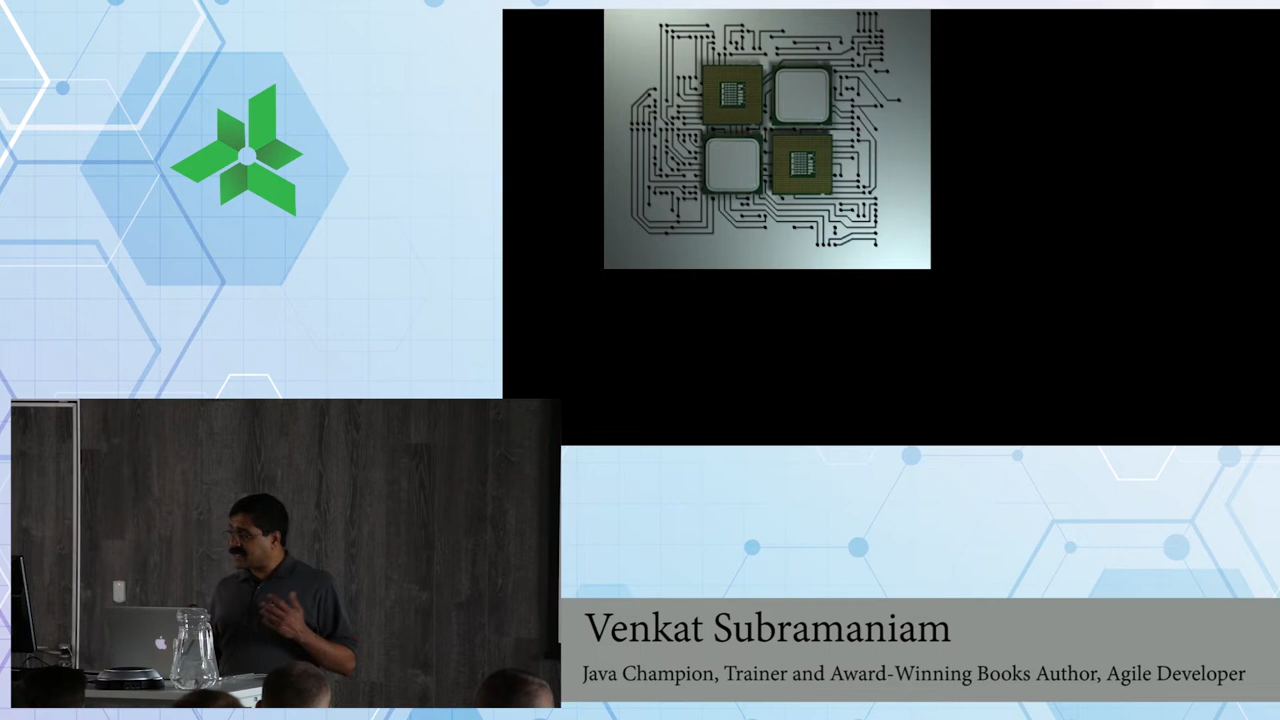 Venkat Subramaniam
Java Champion, Trainer and Award-Winning Books Author, Agile Developer